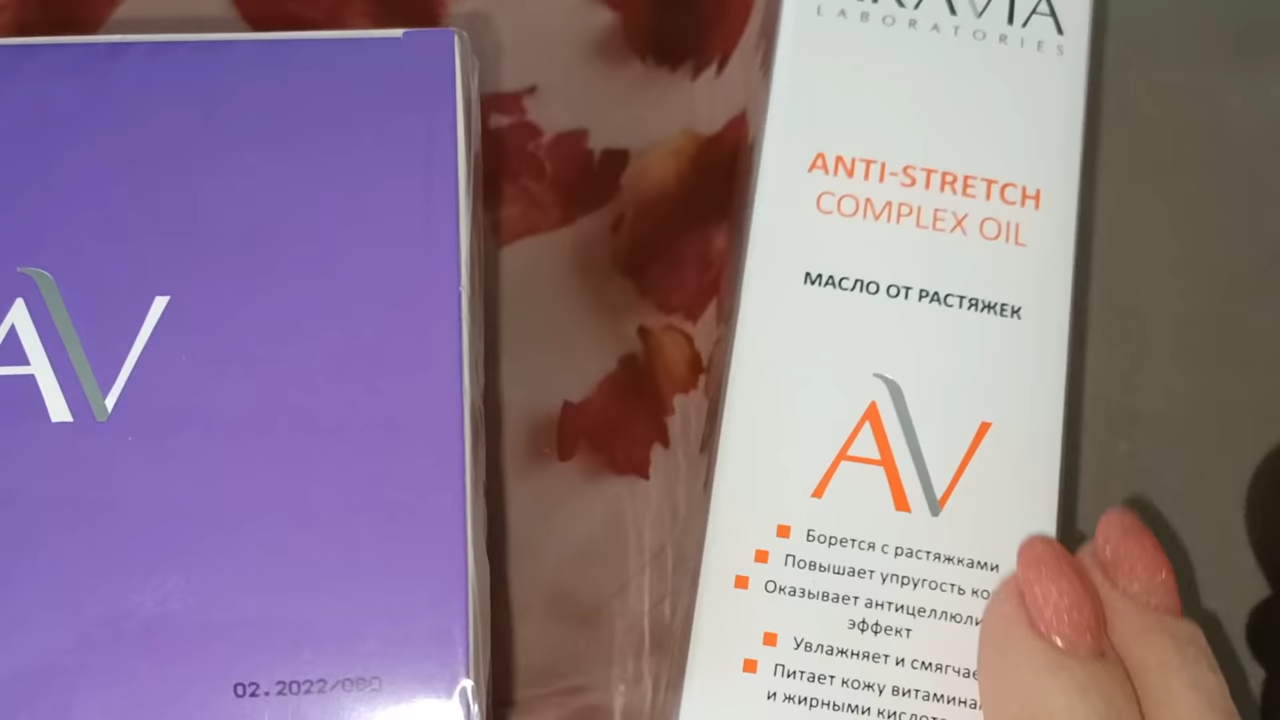 AV
02.2022/080
LABORATORIES
ANTI-STRETCH
COMPLEX OIL
МАСЛО ОТ РАСТЯЖЕК
AV
Борется с растяжками
Повышает упругость
Оказывает
эффект
Увлажняет и
Питает кожу
и жирными